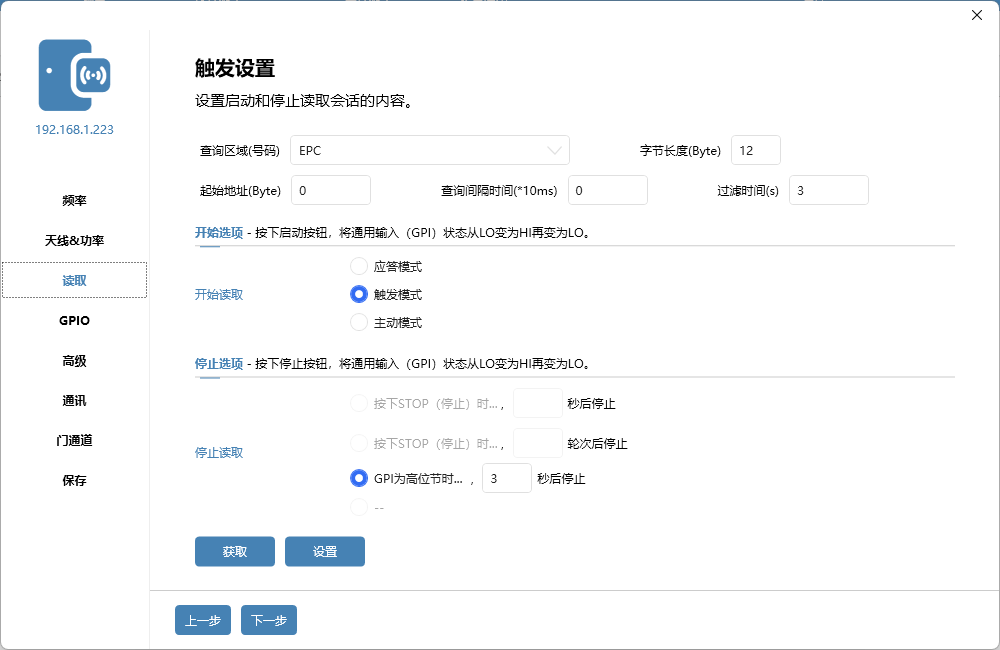 192.168.1.223
频率
天线&功率
读取
GPIO
高级
通讯
门通道
保存
触发设置
设置启动和停止读取会话的内容。
查询区域(号码) EPC 字节长度(Byte) 12
起始地址(Byte) 0 查询间隔时间(*10ms) 0 过滤时间(s) 3
开始选项 - 按下启动按钮，将通用输入（GPI）状态从LO变为HI再变为LO。
应答模式
开始读取 触发模式
主动模式
停止选项 - 按下停止按钮，将通用输入（GPI）状态从LO变为HI再变为LO。
按下STOP（停止）时...， 秒后停止
按下STOP（停止）时...， 轮次后停止
停止读取
GPI为高位节时... ， 3 秒后停止
--
获取 设置
上一步 下一步